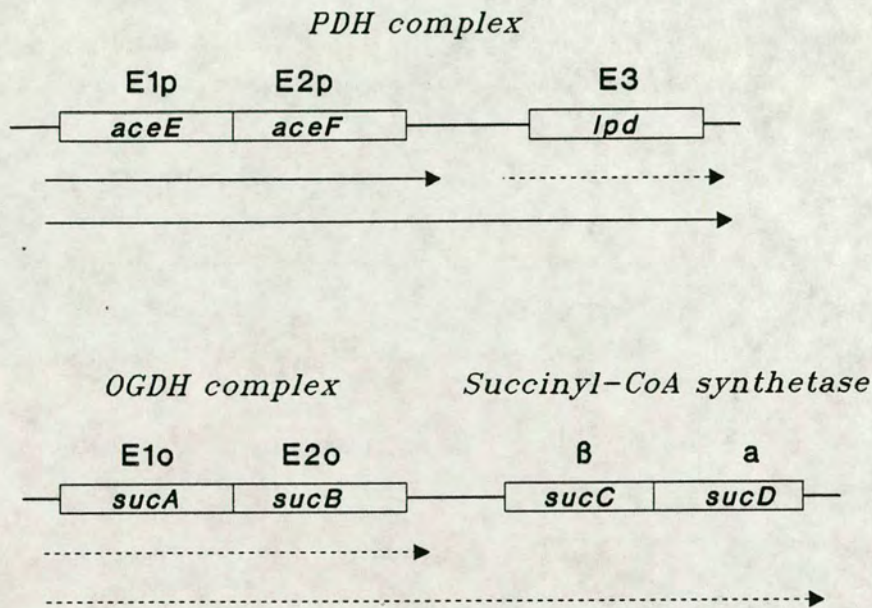 PDH complex
E1p E2p E3
aceE aceF lpd
OGDH complex Succinyl-CoA synthetase
E1o E2o β a
sucA sucB sucC sucD